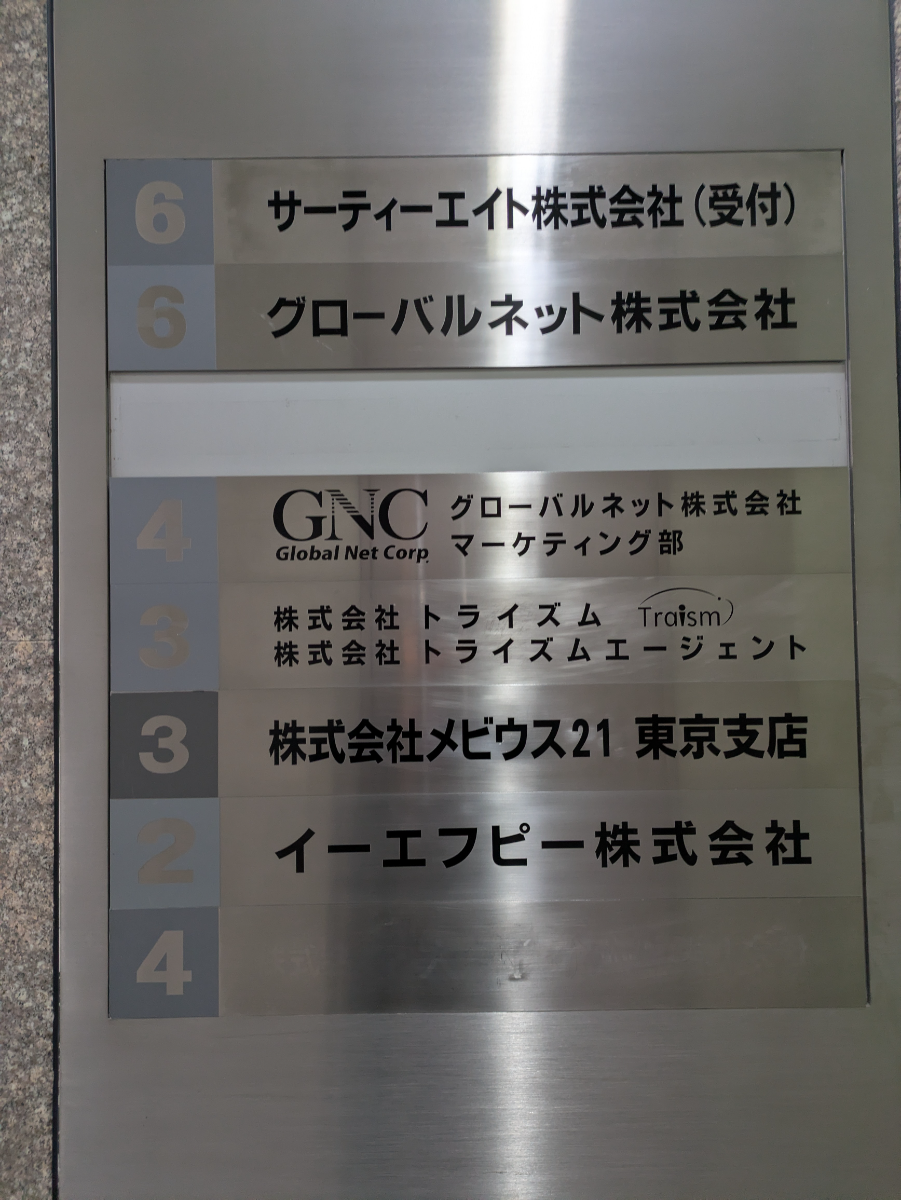 6 サーティーエイト株式会社(受付)
6 グローバルネット株式会社
4 GNC グローバルネット株式会社
Global Net Corp. マーケティング部
3 株式会社 トライズム Traism
株式会社 トライズムエージェント
3 株式会社メビウス21 東京支店
2 イーエフピー株式会社
4